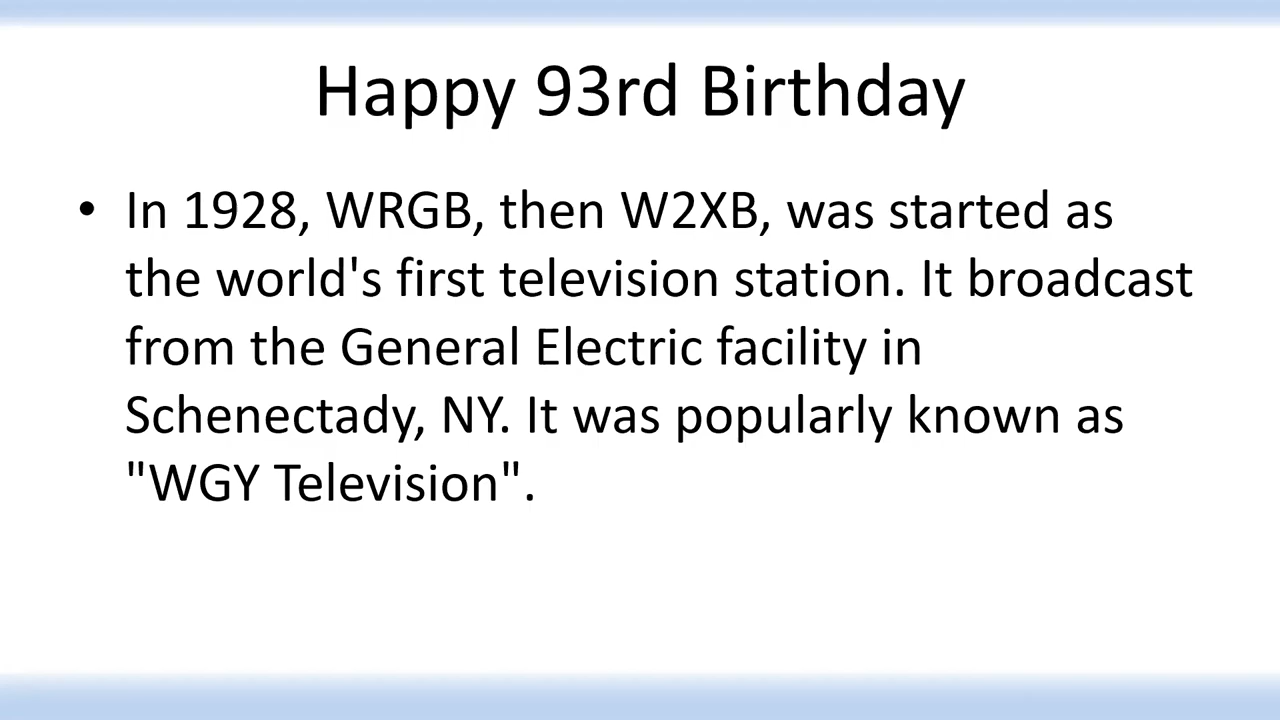 Happy 93rd Birthday
• In 1928, WRGB, then W2XB, was started as
the world's first television station. It broadcast
from the General Electric facility in
Schenectady, NY. It was popularly known as
"WGY Television".